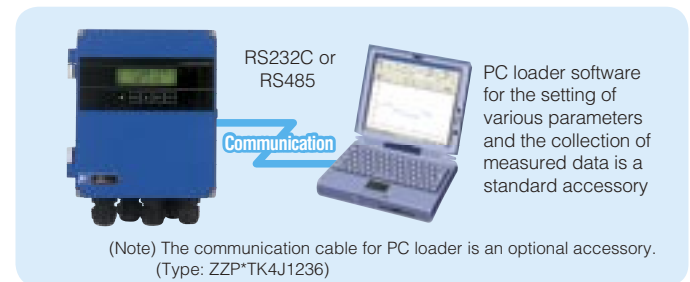 RS232C or
RS485
Communication
PC loader software
for the setting of
various parameters
and the collection of
measured data is a
standard accessory
(Note) The communication cable for PC loader is an optional accessory.
(Type: ZZP*TK4J1236)